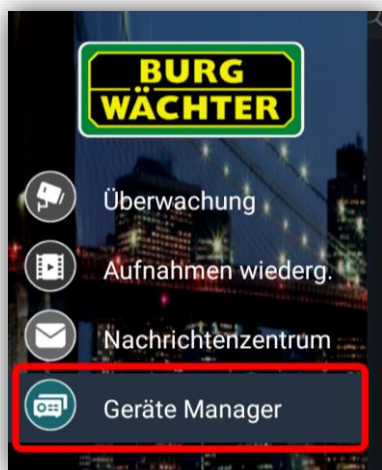 BURG
WÄCHTER
Überwachung
Aufnahmen wiederg.
Nachrichtenzentrum
Geräte Manager